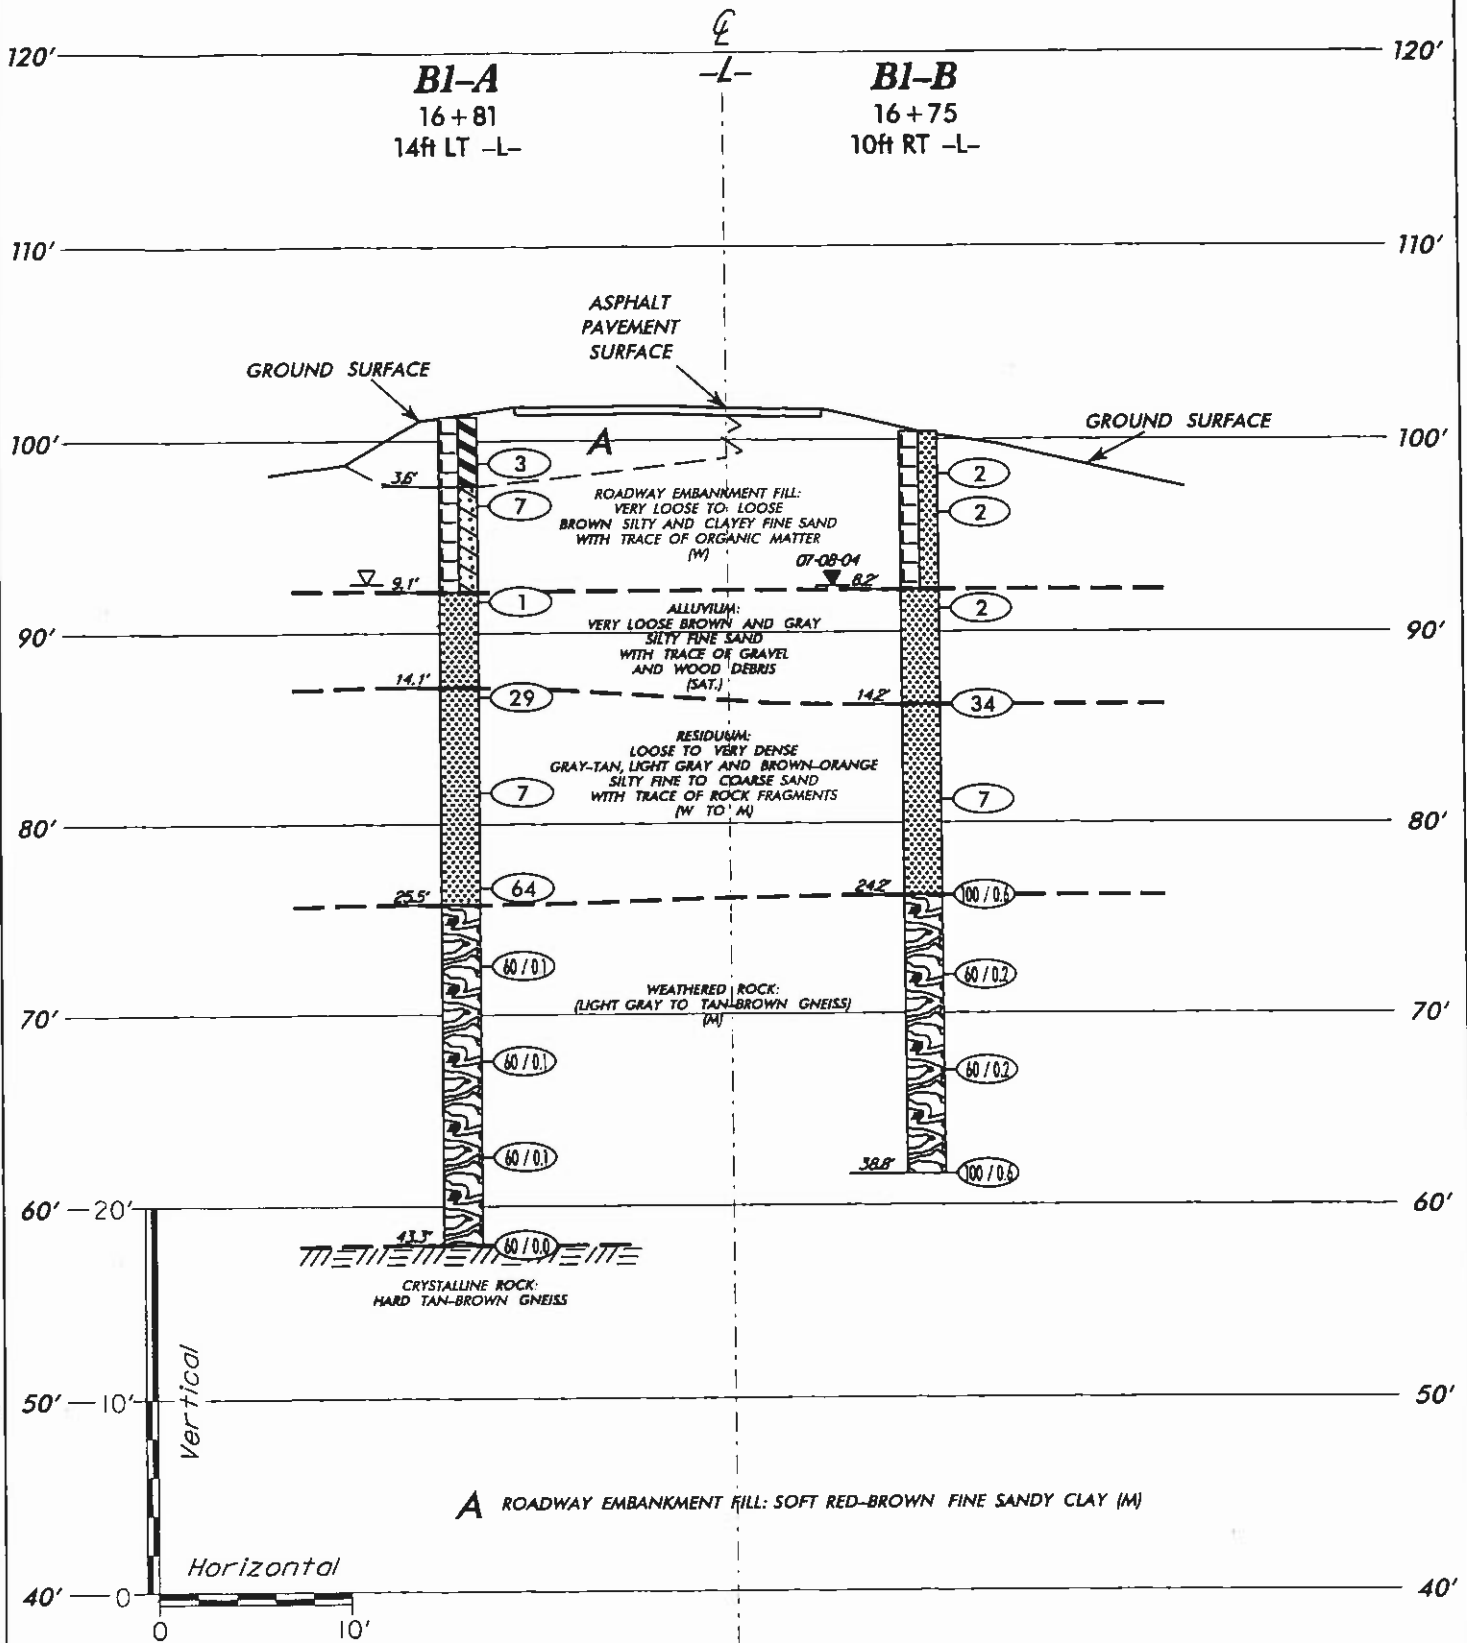 ℄
-L-
120'
120'
B1-A
16+81
14ft LT -L-
B1-B
16+75
10ft RT -L-
110'
110'
ASPHALT
PAVEMENT
SURFACE
GROUND SURFACE
GROUND SURFACE
100'
100'
A
3
3.6'
7
2
2
ROADWAY EMBANKMENT FILL:
VERY LOOSE TO LOOSE
BROWN SILTY AND CLAYEY FINE SAND
WITH TRACE OF ORGANIC MATTER
(W)
07-08-04
9.1'
8.2'
1
2
ALLUVIUM:
VERY LOOSE BROWN AND GRAY
SILTY FINE SAND
WITH TRACE OF GRAVEL
AND WOOD DEBRIS
(SAT.)
90'
90'
14.1'
29
14.2'
34
RESIDUUM:
LOOSE TO VERY DENSE
GRAY-TAN, LIGHT GRAY AND BROWN-ORANGE
SILTY FINE TO COARSE SAND
WITH TRACE OF ROCK FRAGMENTS
(W TO M)
7
7
80'
80'
25.5'
64
24.2'
100/0.6
60/0.1
60/0.2
WEATHERED ROCK:
(LIGHT GRAY TO TAN-BROWN GNEISS)
(M)
70'
70'
60/0.1
60/0.2
60/0.1
38.8'
100/0.6
60'
20'
60'
43.3'
60/0.0
CRYSTALLINE ROCK:
HARD TAN-BROWN GNEISS
Vertical
50'
10'
50'
A ROADWAY EMBANKMENT FILL: SOFT RED-BROWN FINE SANDY CLAY (M)
Horizontal
40'
0
40'
0
10'